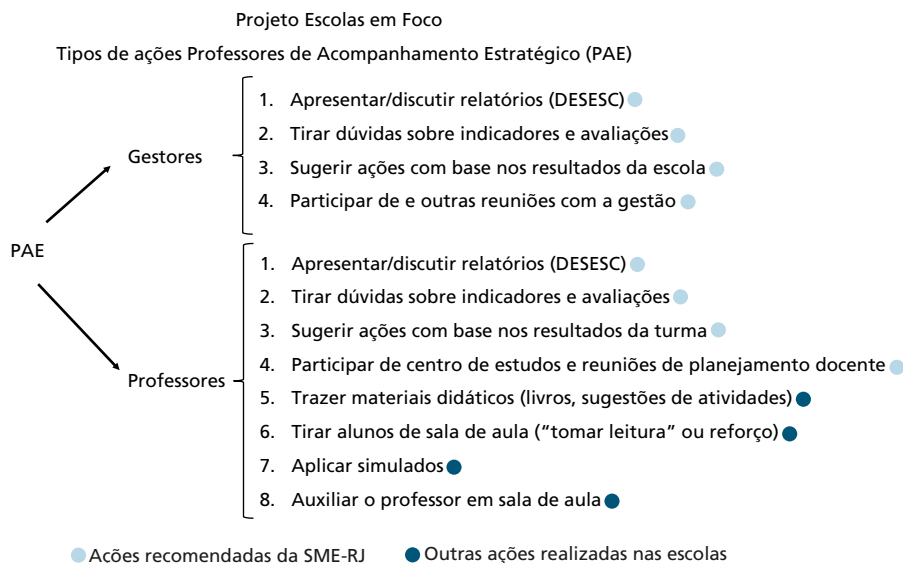 Projeto Escolas em Foco
Tipos de ações Professores de Acompanhamento Estratégico (PAE)
PAE
Gestores
1. Apresentar/discutir relatórios (DESESC)
2. Tirar dúvidas sobre indicadores e avaliações
3. Sugerir ações com base nos resultados da escola
4. Participar de e outras reuniões com a gestão
Professores
1. Apresentar/discutir relatórios (DESESC)
2. Tirar dúvidas sobre indicadores e avaliações
3. Sugerir ações com base nos resultados da turma
4. Participar de centro de estudos e reuniões de planejamento docente
5. Trazer materiais didáticos (livros, sugestões de atividades)
6. Tirar alunos de sala de aula (“tomar leitura” ou reforço)
7. Aplicar simulados
8. Auxiliar o professor em sala de aula
Ações recomendadas da SME-RJ
Outras ações realizadas nas escolas